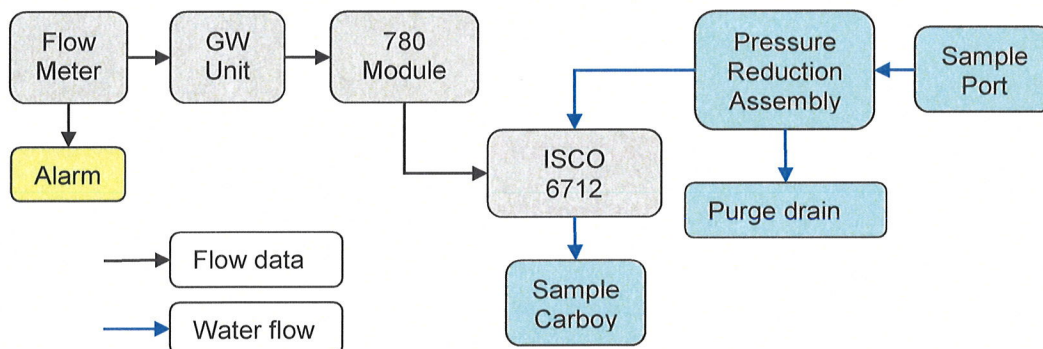 Flow
Meter
GW
Unit
780
Module
Pressure
Reduction
Assembly
Sample
Port
Alarm
ISCO
6712
Purge drain
Flow data
Sample
Carboy
Water flow